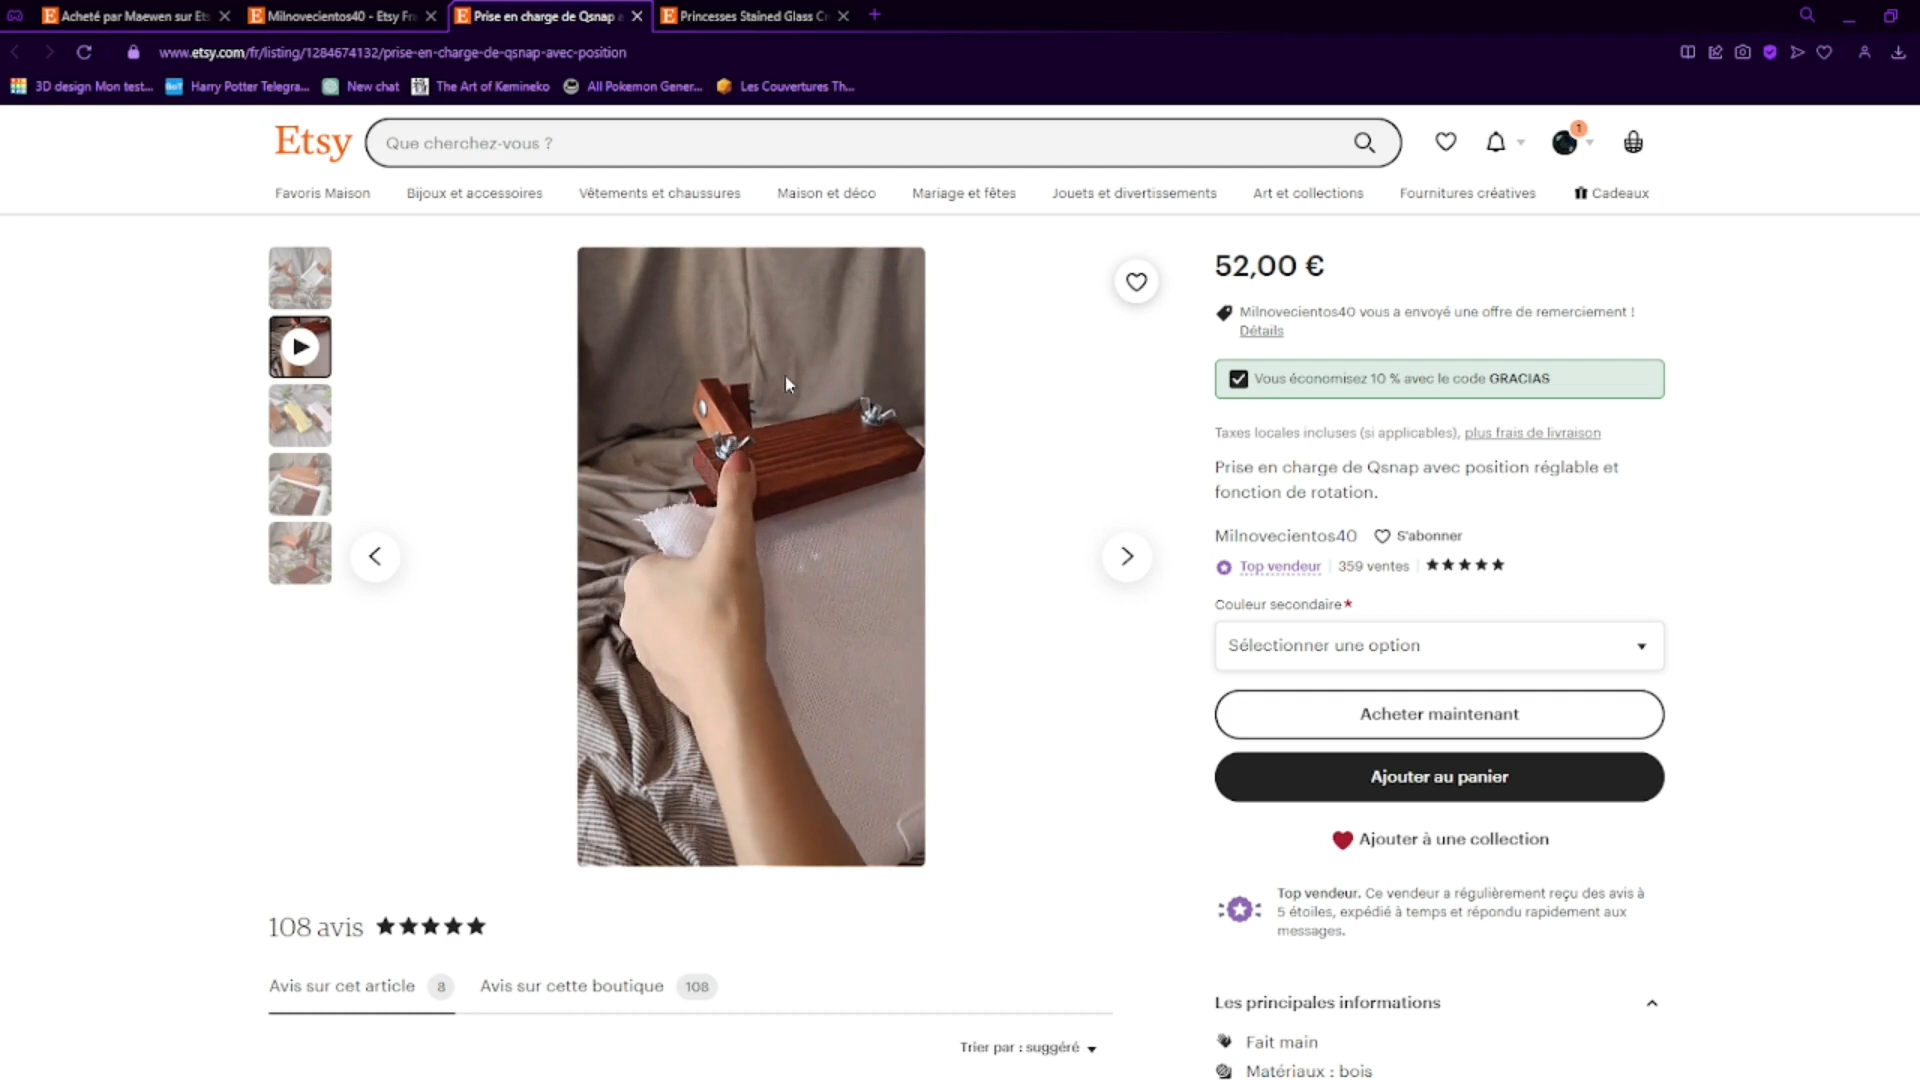 Acheté par Maewen sur Ets
Milnovecientos40 - Etsy Fra
Prise en charge de Qsnap a
Princesses Stained Glass Cr
www.etsy.com/fr/listing/1284674132/prise-en-charge-de-qsnap-avec-position
3D design Mon test...
Harry Potter Telegra...
New chat
The Art of Kemineko
All Pokemon Gener...
Les Couvertures Th...
Etsy
Que cherchez-vous ?
1
Favoris Maison
Bijoux et accessoires
Vêtements et chaussures
Maison et déco
Mariage et fêtes
Jouets et divertissements
Art et collections
Fournitures créatives
Cadeaux
52,00 €
Milnovecientos40 vous a envoyé une offre de remerciement !
Détails
Vous économisez 10 % avec le code GRACIAS
Taxes locales incluses (si applicables), plus frais de livraison
Prise en charge de Qsnap avec position réglable et
fonction de rotation.
Milnovecientos40 S'abonner
Top vendeur 359 ventes
Couleur secondaire*
Sélectionner une option
Acheter maintenant
Ajouter au panier
Ajouter à une collection
Top vendeur. Ce vendeur a régulièrement reçu des avis à
5 étoiles, expédié à temps et répondu rapidement aux
messages.
108 avis
Avis sur cet article 8
Avis sur cette boutique 108
Trier par : suggéré
Les principales informations
Fait main
Matériaux : bois